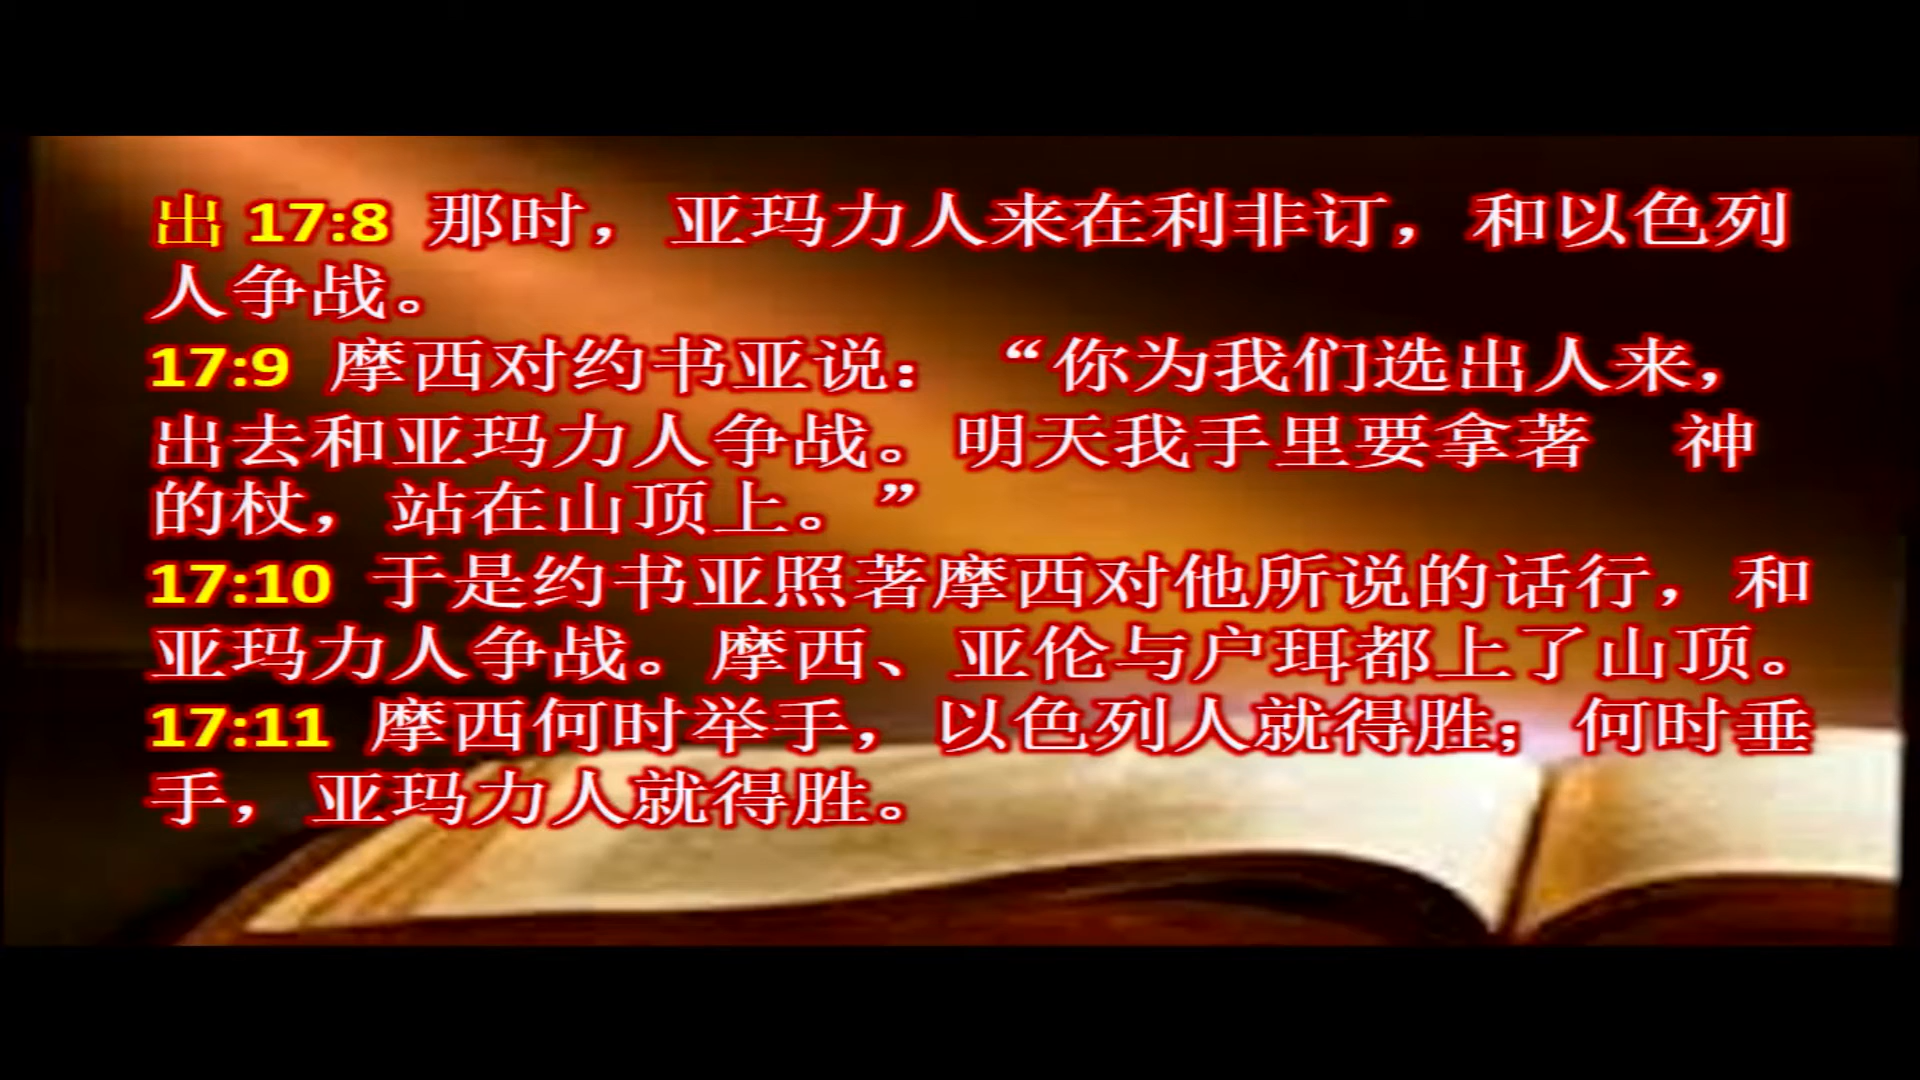 出 17:8 那时，亚玛力人来在利非订，和以色列
人争战。
17:9 摩西对约书亚说：“你为我们选出人来，
出去和亚玛力人争战。明天我手里要拿著 神
的杖，站在山顶上。”
17:10 于是约书亚照著摩西对他所说的话行，和
亚玛力人争战。摩西、亚伦与户珥都上了山顶。
17:11 摩西何时举手，以色列人就得胜；何时垂
手，亚玛力人就得胜。